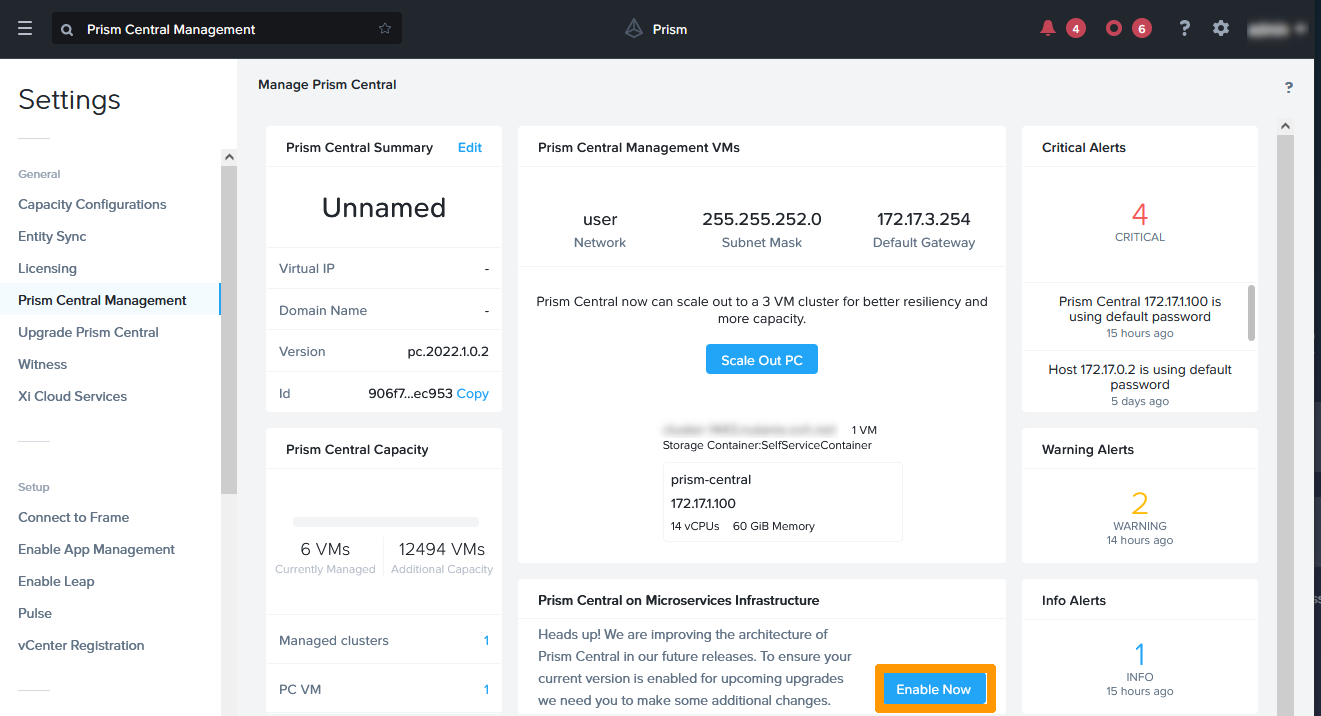 Prism Central Management
Prism
4
6
?
Settings
General
Capacity Configurations
Entity Sync
Licensing
Prism Central Management
Upgrade Prism Central
Witness
Xi Cloud Services
Setup
Connect to Frame
Enable App Management
Enable Leap
Pulse
vCenter Registration
Manage Prism Central
?
Prism Central Summary Edit
Unnamed
Virtual IP -
Domain Name -
Version pc.2022.1.0.2
Id 906f7...ec953 Copy
Prism Central Capacity
6 VMs 12494 VMs
Currently Managed Additional Capacity
Managed clusters 1
PC VM 1
Prism Central Management VMs
user 255.255.252.0 172.17.3.254
Network Subnet Mask Default Gateway
Prism Central now can scale out to a 3 VM cluster for better resiliency and
more capacity.
Scale Out PC
1 VM
Storage Container:SelfServiceContainer
prism-central
172.17.1.100
14 vCPUs 60 GiB Memory
Prism Central on Microservices Infrastructure
Heads up! We are improving the architecture of
Prism Central in our future releases. To ensure your
current version is enabled for upcoming upgrades
we need you to make some additional changes.
Enable Now
Critical Alerts
4
CRITICAL
Prism Central 172.17.1.100 is
using default password
15 hours ago
Host 172.17.0.2 is using default
password
5 days ago
Warning Alerts
2
WARNING
14 hours ago
Info Alerts
1
INFO
15 hours ago